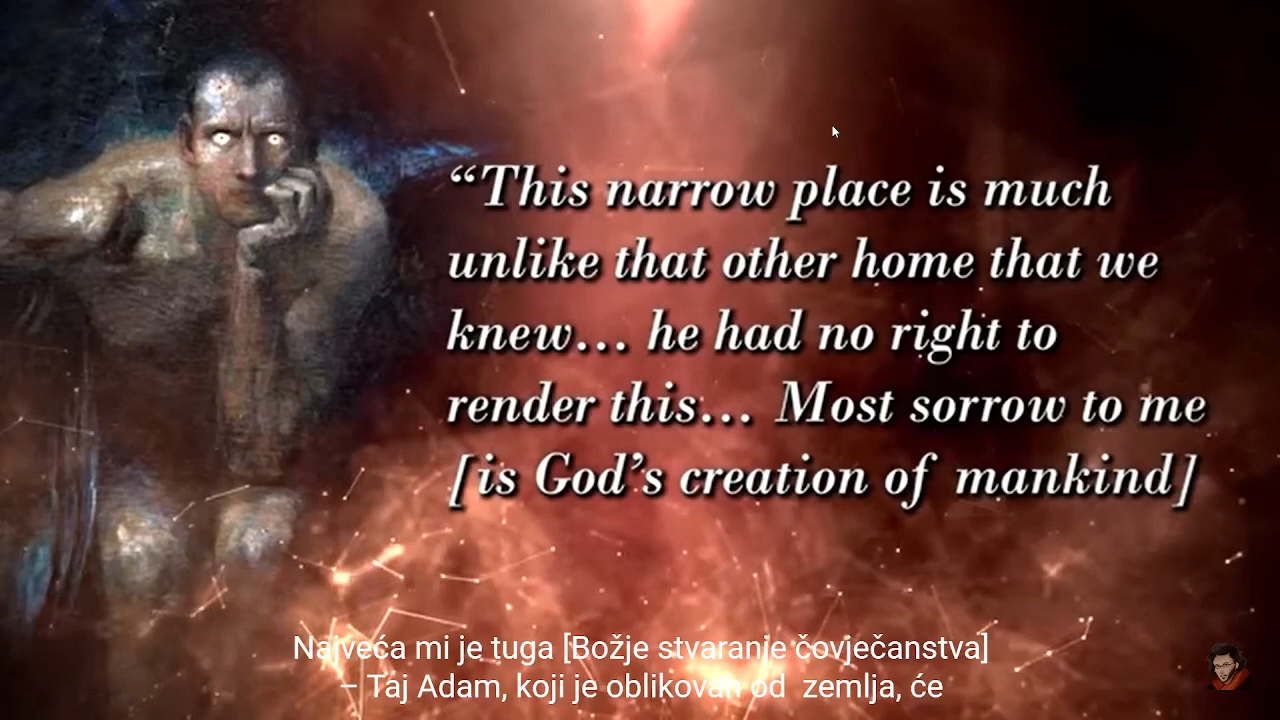 “This narrow place is much
unlike that other home that we
knew... he had no right to
render this... Most sorrow to me
[is God’s creation of mankind]
Najveća mi je tuga [Božje stvaranje čovječanstva]
– Taj Adam, koji je oblikovan od  zemlja, će